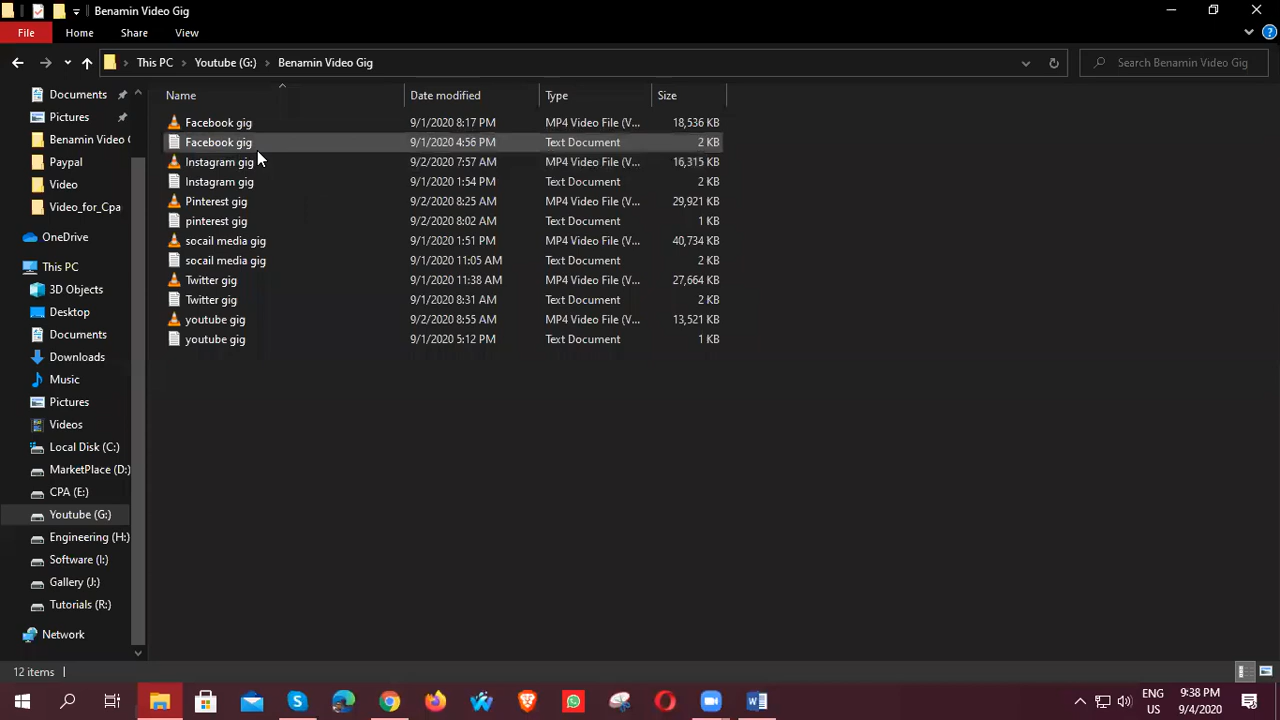 Benamin Video Gig
File Home Share View
This PC Youtube (G:) Benamin Video Gig Search Benamin Video Gig
Name Date modified Type Size
Facebook gig 9/1/2020 8:17 PM MP4 Video File (V... 18,536 KB
Facebook gig 9/1/2020 4:56 PM Text Document 2 KB
Instagram gig 9/2/2020 7:57 AM MP4 Video File (V... 16,315 KB
Instagram gig 9/1/2020 1:54 PM Text Document 2 KB
Pinterest gig 9/2/2020 8:25 AM MP4 Video File (V... 29,921 KB
pinterest gig 9/2/2020 8:02 AM Text Document 1 KB
socail media gig 9/2/2020 1:51 PM MP4 Video File (V... 40,734 KB
socail media gig 9/1/2020 11:05 AM Text Document 2 KB
Twitter gig 9/1/2020 11:38 AM MP4 Video File (V... 27,664 KB
Twitter gig 9/1/2020 8:31 AM Text Document 2 KB
youtube gig 9/2/2020 8:55 AM MP4 Video File (V... 13,521 KB
youtube gig 9/1/2020 5:12 PM Text Document 1 KB
Documents
Pictures
Benamin Video G
Paypal
Video
Video_for_Cpa
OneDrive
This PC
3D Objects
Desktop
Documents
Downloads
Music
Pictures
Videos
Local Disk (C:)
MarketPlace (D:)
CPA (E:)
Youtube (G:)
Engineering (H:)
Software (I:)
Gallery (J:)
Tutorials (R:)
Network
12 items
ENG
US
9:38 PM
9/4/2020